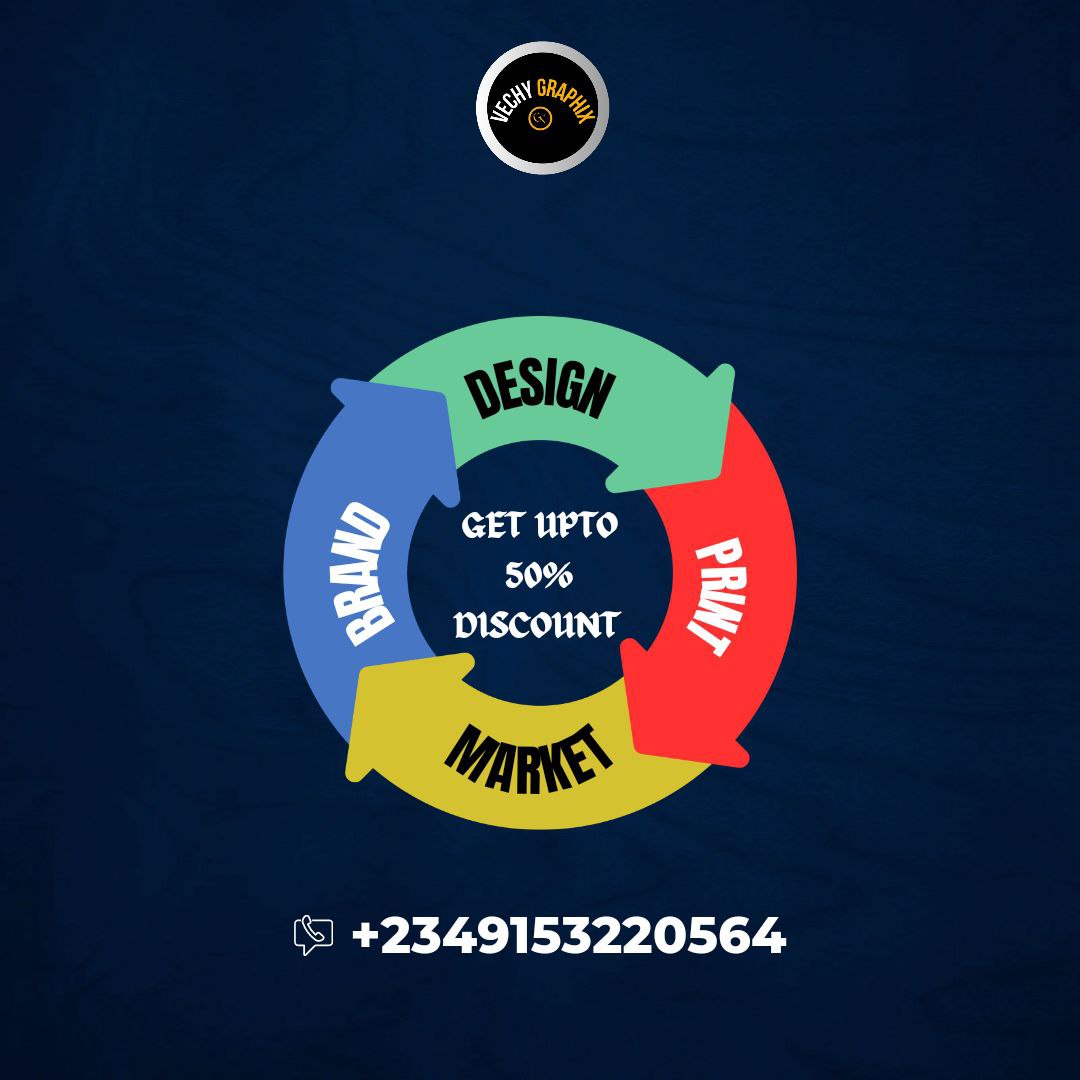 VECHY GRAPHIX
DESIGN
BRAND
PRINT
GET UPTO
50%
DISCOUNT
MARKET
+2349153220564